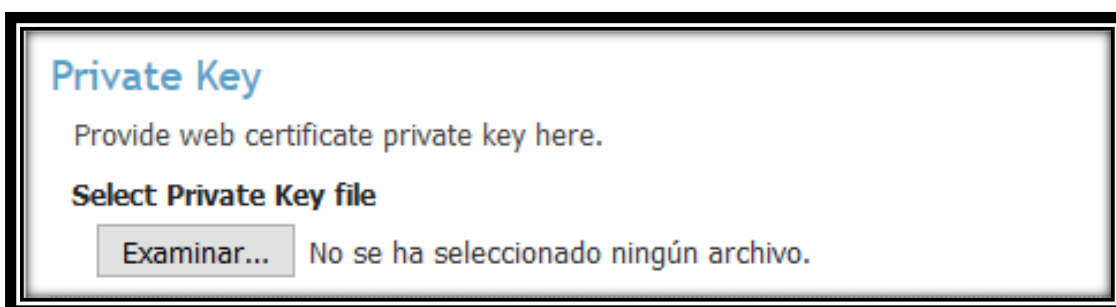 Private Key
Provide web certificate private key here.
Select Private Key file
Examinar... No se ha seleccionado ningún archivo.